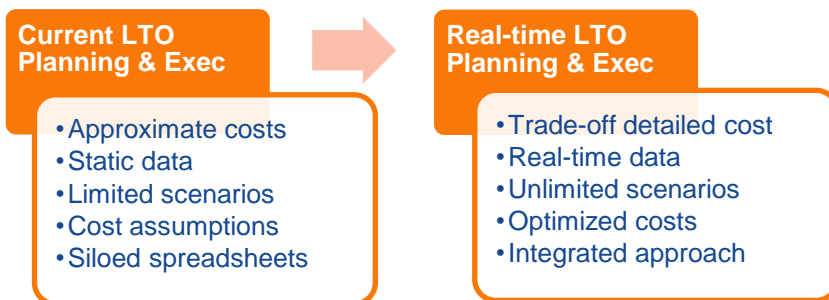 Current LTO
Planning & Exec
•Approximate costs
•Static data
•Limited scenarios
•Cost assumptions
•Siloed spreadsheets
Real-time LTO
Planning & Exec
•Trade-off detailed cost
•Real-time data
•Unlimited scenarios
•Optimized costs
•Integrated approach